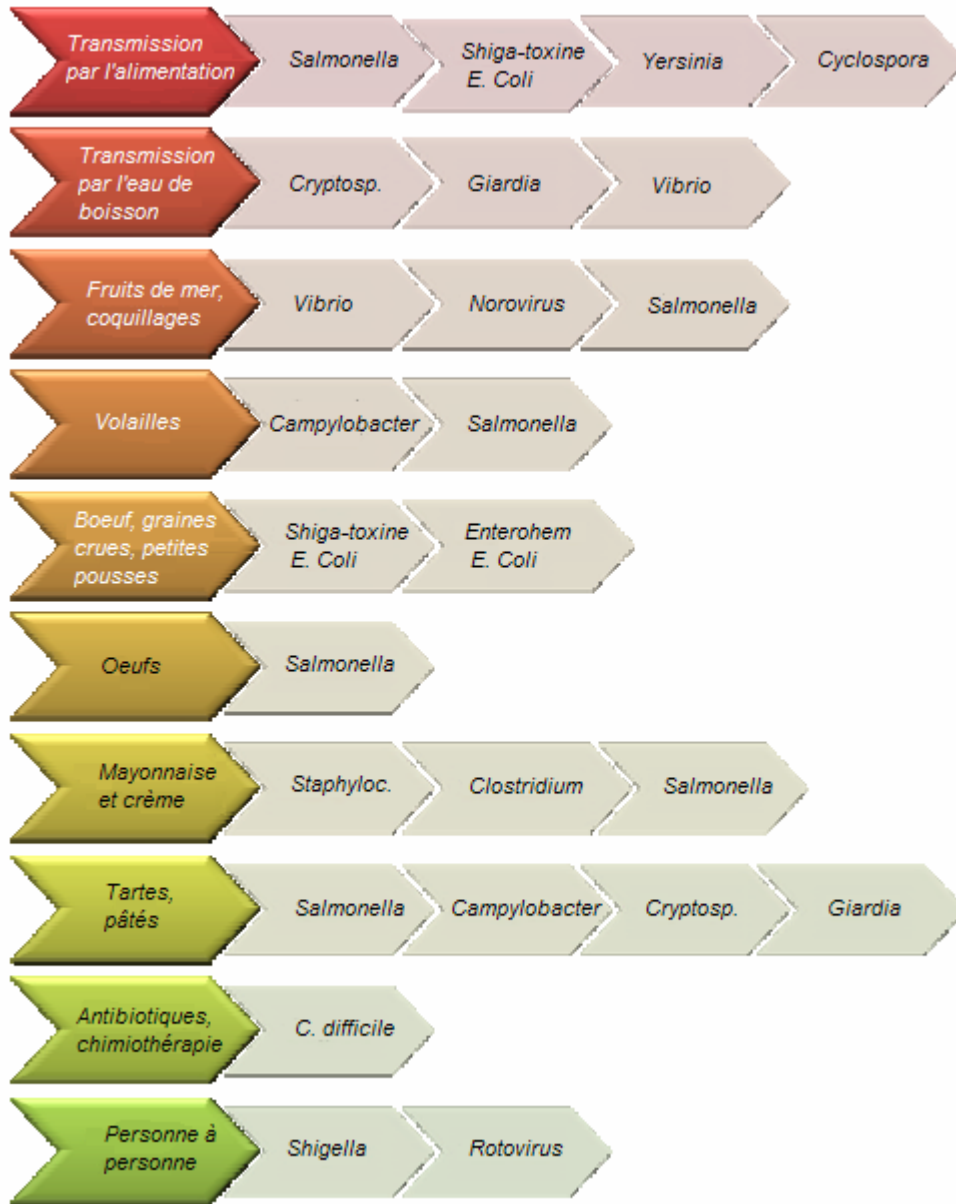 Transmission
par l'alimentation
Salmonella
Shiga-toxine
E. Coli
Yersinia
Cyclospora
Transmission
par l'eau de
boisson
Cryptosp.
Giardia
Vibrio
Fruits de mer,
coquillages
Vibrio
Norovirus
Salmonella
Volailles
Campylobacter
Salmonella
Boeuf, graines
crues, petites
pousses
Shiga-toxine
E. Coli
Enterohem
E. Coli
Oeufs
Salmonella
Mayonnaise
et crème
Staphyloc.
Clostridium
Salmonella
Tartes,
pâtés
Salmonella
Campylobacter
Cryptosp.
Giardia
Antibiotiques,
chimiothérapie
C. difficile
Personne à
personne
Shigella
Rotovirus